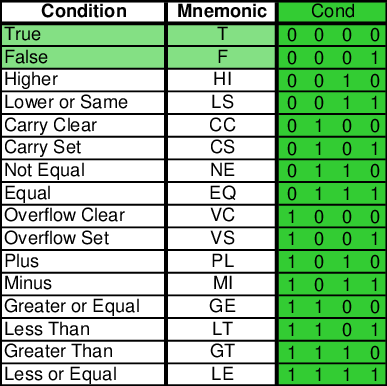 Condition Mnemonic Cond
True T 0 0 0 0
False F 0 0 0 1
Higher HI 0 0 1 0
Lower or Same LS 0 0 1 1
Carry Clear CC 0 1 0 0
Carry Set CS 0 1 0 1
Not Equal NE 0 1 1 0
Equal EQ 0 1 1 1
Overflow Clear VC 1 0 0 0
Overflow Set VS 1 0 0 1
Plus PL 1 0 1 0
Minus MI 1 0 1 1
Greater or Equal GE 1 1 0 0
Less Than LT 1 1 0 1
Greater Than GT 1 1 1 0
Less or Equal LE 1 1 1 1